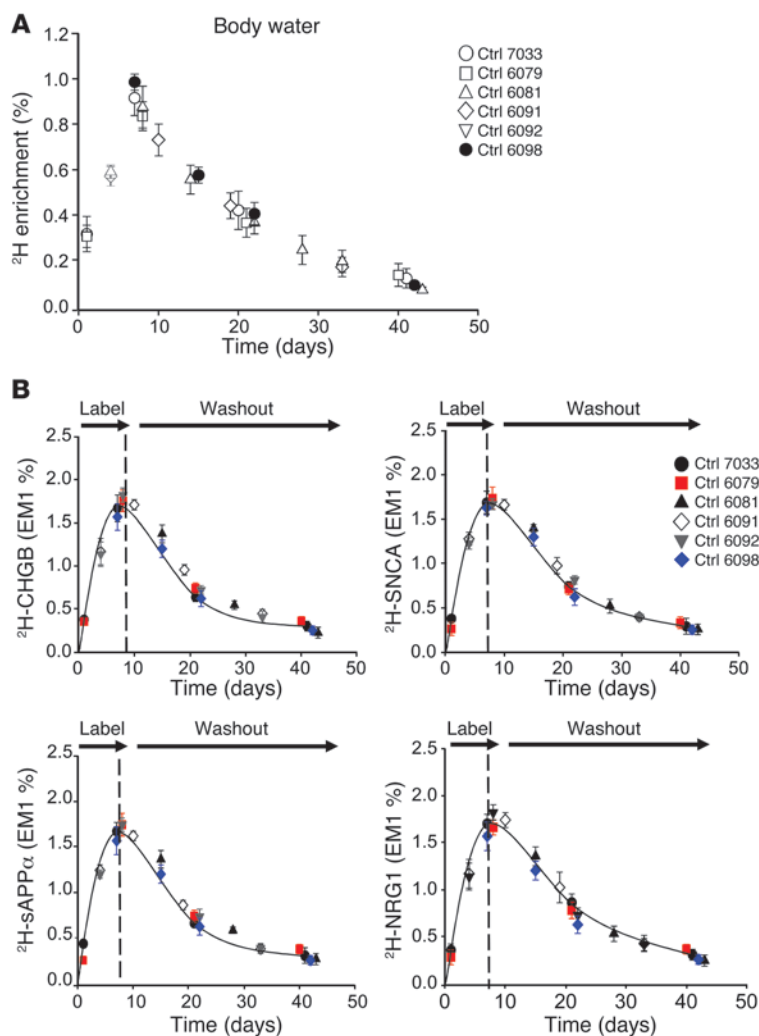 A
Body water
1.2
1.0
0.8
0.6
0.4
0.2
0.0
²H enrichment (%)
0 10 20 30 40 50
Time (days)
Ctrl 7033
Ctrl 6079
Ctrl 6081
Ctrl 6091
Ctrl 6092
Ctrl 6098
B
Label Washout
2.5
2.0
1.5
1.0
0.5
0.0
²H-CHGB (EM1 %)
0 10 20 30 40 50
Time (days)
Label Washout
2.5
2.0
1.5
1.0
0.5
0.0
²H-SNCA (EM1 %)
0 10 20 30 40 50
Time (days)
Ctrl 7033
Ctrl 6079
Ctrl 6081
Ctrl 6091
Ctrl 6092
Ctrl 6098
Label Washout
2.5
2.0
1.5
1.0
0.5
0.0
²H-sAPPα (EM1 %)
0 10 20 30 40 50
Time (days)
Label Washout
2.5
2.0
1.5
1.0
0.5
0.0
²H-NRG1 (EM1 %)
0 10 20 30 40 50
Time (days)